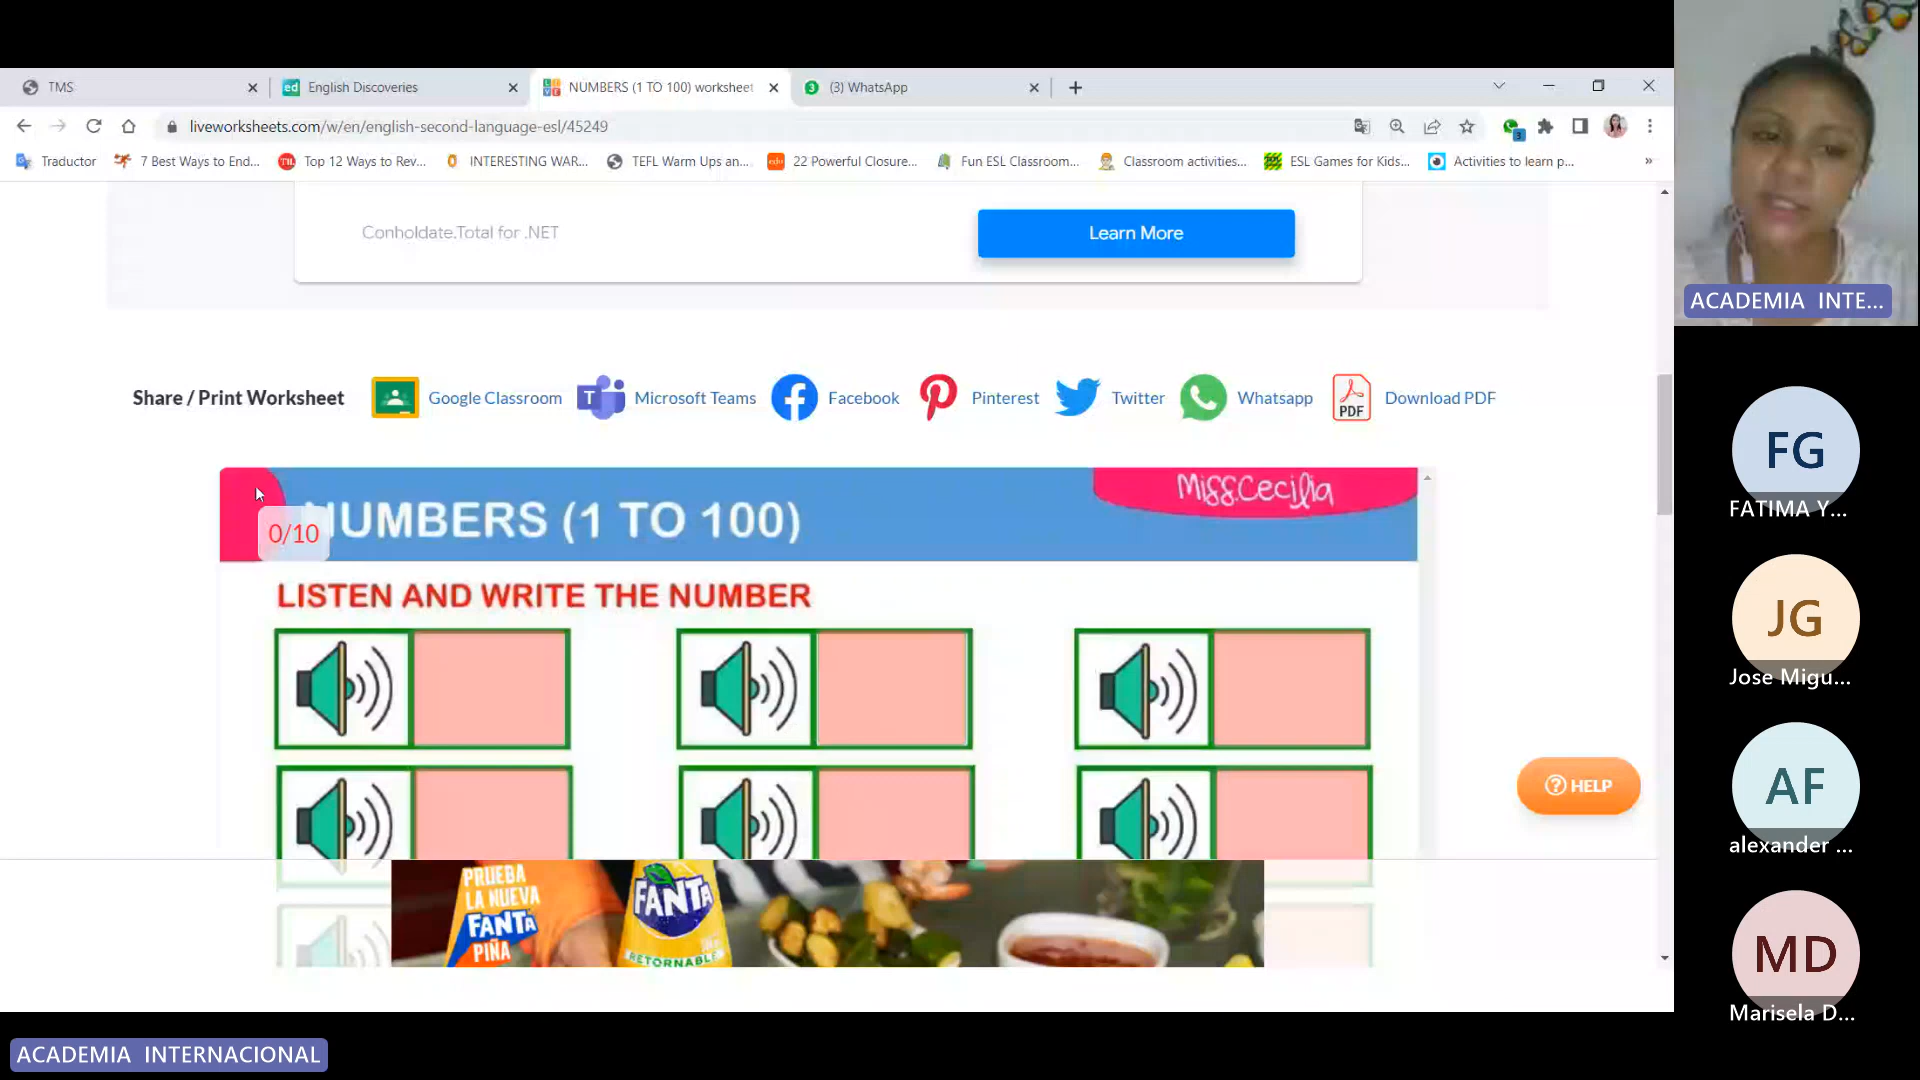 TMS
English Discoveries
NUMBERS (1 TO 100) worksheet
(3) WhatsApp
liveworksheets.com/w/en/english-second-language-esl/45249
Traductor
7 Best Ways to End...
Top 12 Ways to Rev...
INTERESTING WAR...
TEFL Warm Ups an...
22 Powerful Closure...
Fun ESL Classroom...
Classroom activities...
ESL Games for Kids...
Activities to learn p...
Conholdate.Total for .NET
Learn More
Share / Print Worksheet
Google Classroom
Microsoft Teams
Facebook
Pinterest
Twitter
Whatsapp
PDF
Download PDF
Miss.Cecilia
NUMBERS (1 TO 100)
0/10
LISTEN AND WRITE THE NUMBER
HELP
PRUEBA
LA NUEVA
FANTA
PIÑA
FANTA
RETORNABLE
ACADEMIA INTE...
FG
FATIMA Y...
JG
Jose Migu...
AF
alexander ...
MD
Marisela D...
ACADEMIA INTERNACIONAL